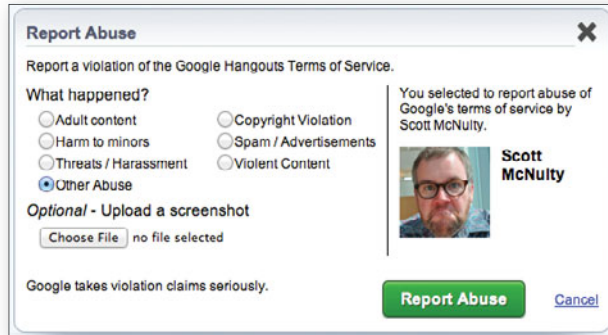 Report Abuse
Report a violation of the Google Hangouts Terms of Service.
What happened?
Adult content
Copyright Violation
Harm to minors
Spam / Advertisements
Threats / Harassment
Violent Content
Other Abuse
Optional - Upload a screenshot
Choose File no file selected
You selected to report abuse of
Google's terms of service by
Scott McNulty.
Scott
McNulty
Google takes violation claims seriously.
Report Abuse
Cancel